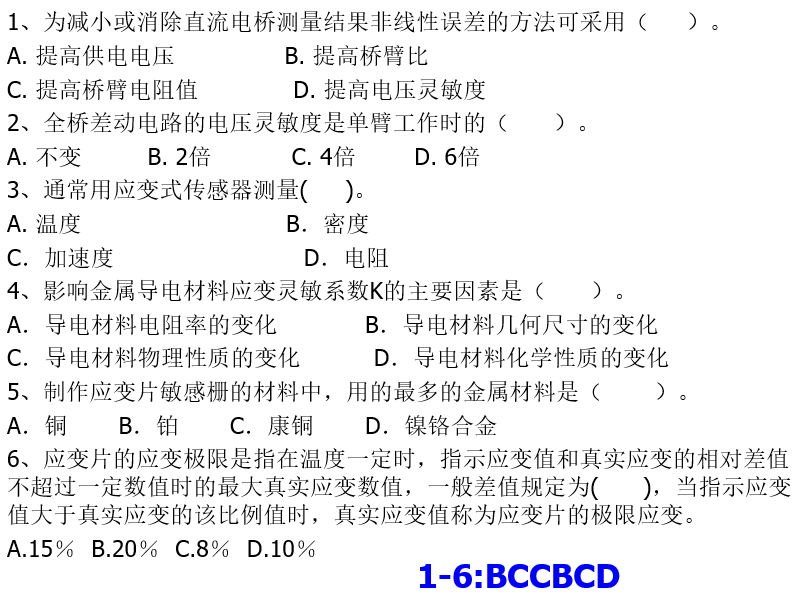 1、为减小或消除直流电桥测量结果非线性误差的方法可采用（ ）。
A. 提高供电电压 B. 提高桥臂比
C. 提高桥臂电阻值 D. 提高电压灵敏度
2、全桥差动电路的电压灵敏度是单臂工作时的（ ）。
A. 不变 B. 2倍 C. 4倍 D. 6倍
3、通常用应变式传感器测量( )。
A. 温度 B．密度
C．加速度 D．电阻
4、影响金属导电材料应变灵敏系数K的主要因素是（ ）。
A．导电材料电阻率的变化 B．导电材料几何尺寸的变化
C．导电材料物理性质的变化 D．导电材料化学性质的变化
5、制作应变片敏感栅的材料中，用的最多的金属材料是（ ）。
A．铜 B．铂 C．康铜 D．镍铬合金
6、应变片的应变极限是指在温度一定时，指示应变值和真实应变的相对差值
不超过一定数值时的最大真实应变数值，一般差值规定为( )，当指示应变
值大于真实应变的该比例值时，真实应变值称为应变片的极限应变。
A.15％ B.20％ C.8％ D.10％
1-6:BCCBCD